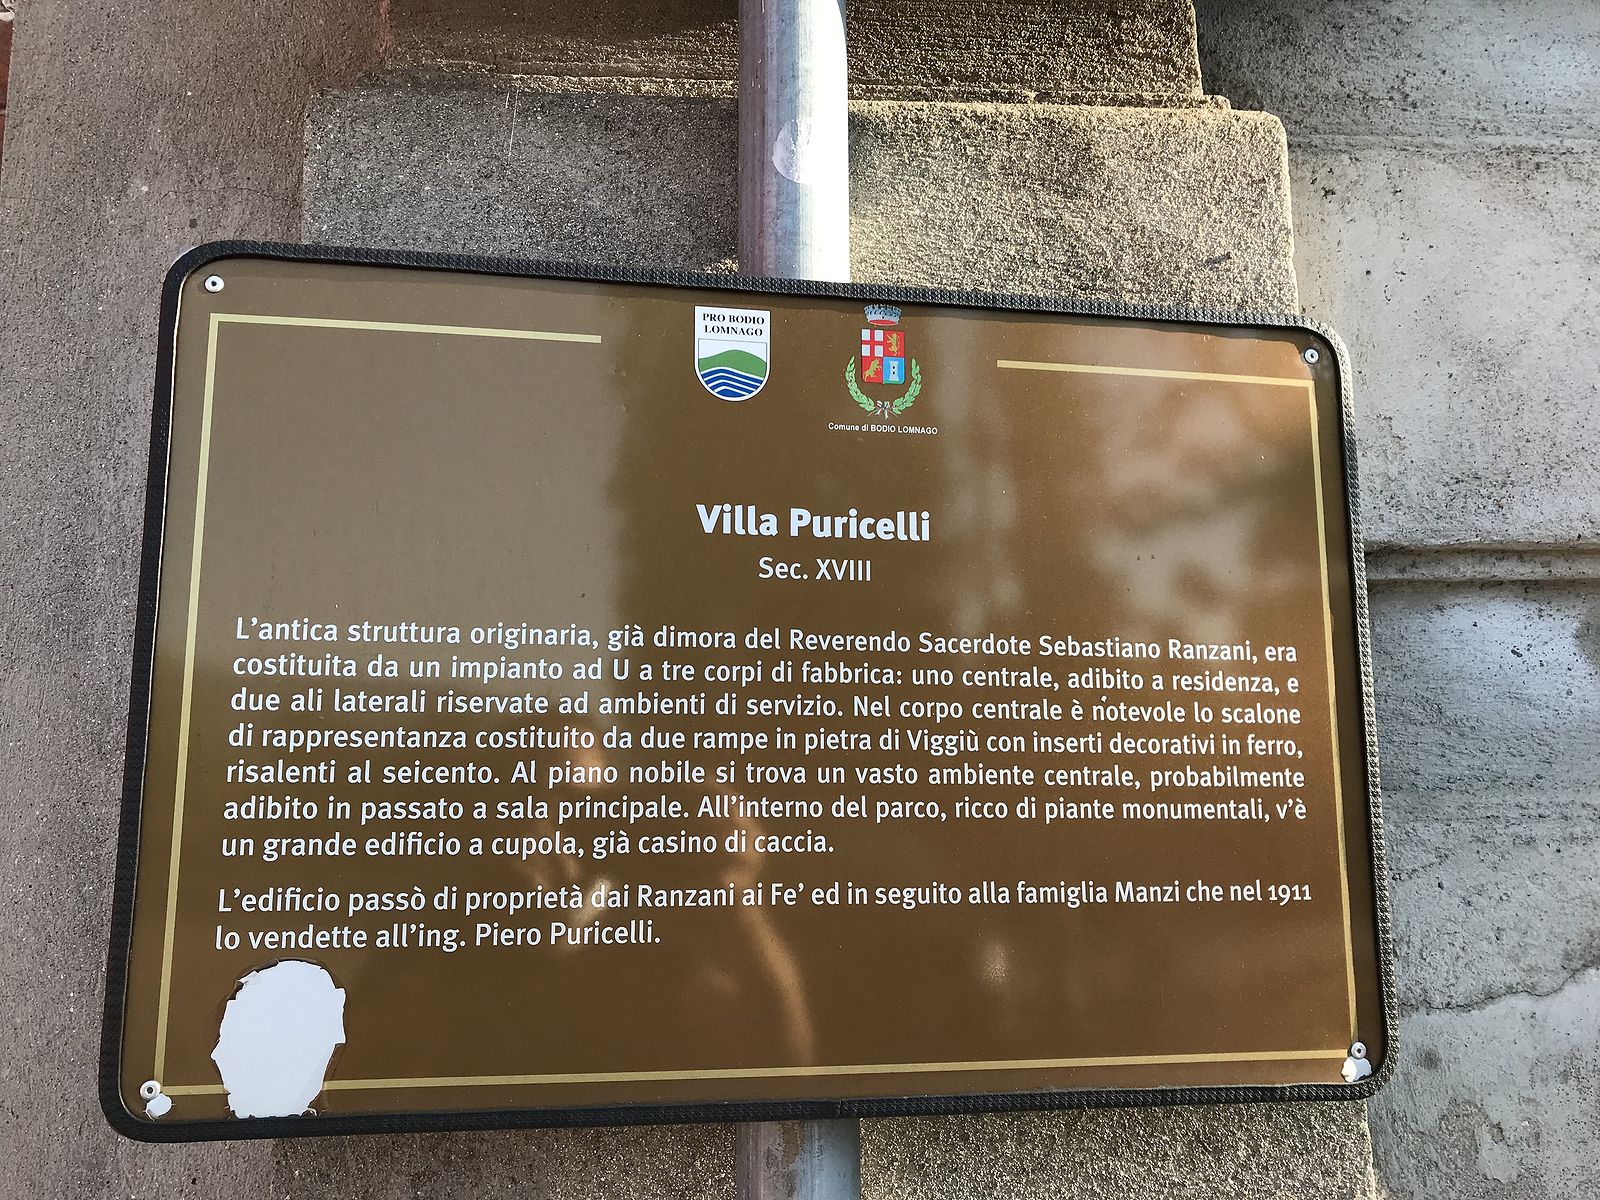 PRO BODIO
LOMNAGO
Comune di BODIO LOMNAGO
Villa Puricelli
Sec. XVIII
L'antica struttura originaria, già dimora del Reverendo Sacerdote Sebastiano Ranzani, era
costituita da un impianto ad U a tre corpi di fabbrica: uno centrale, adibito a residenza, e
due ali laterali riservate ad ambienti di servizio. Nel corpo centrale è notevole lo scalone
di rappresentanza costituito da due rampe in pietra di Viggiù con inserti decorativi in ferro,
risalenti al seicento. Al piano nobile si trova un vasto ambiente centrale, probabilmente
adibito in passato a sala principale. All'interno del parco, ricco di piante monumentali, v'è
un grande edificio a cupola, già casino di caccia.
L'edificio passò di proprietà dai Ranzani ai Fe' ed in seguito alla famiglia Manzi che nel 1911
lo vendette all'ing. Piero Puricelli.